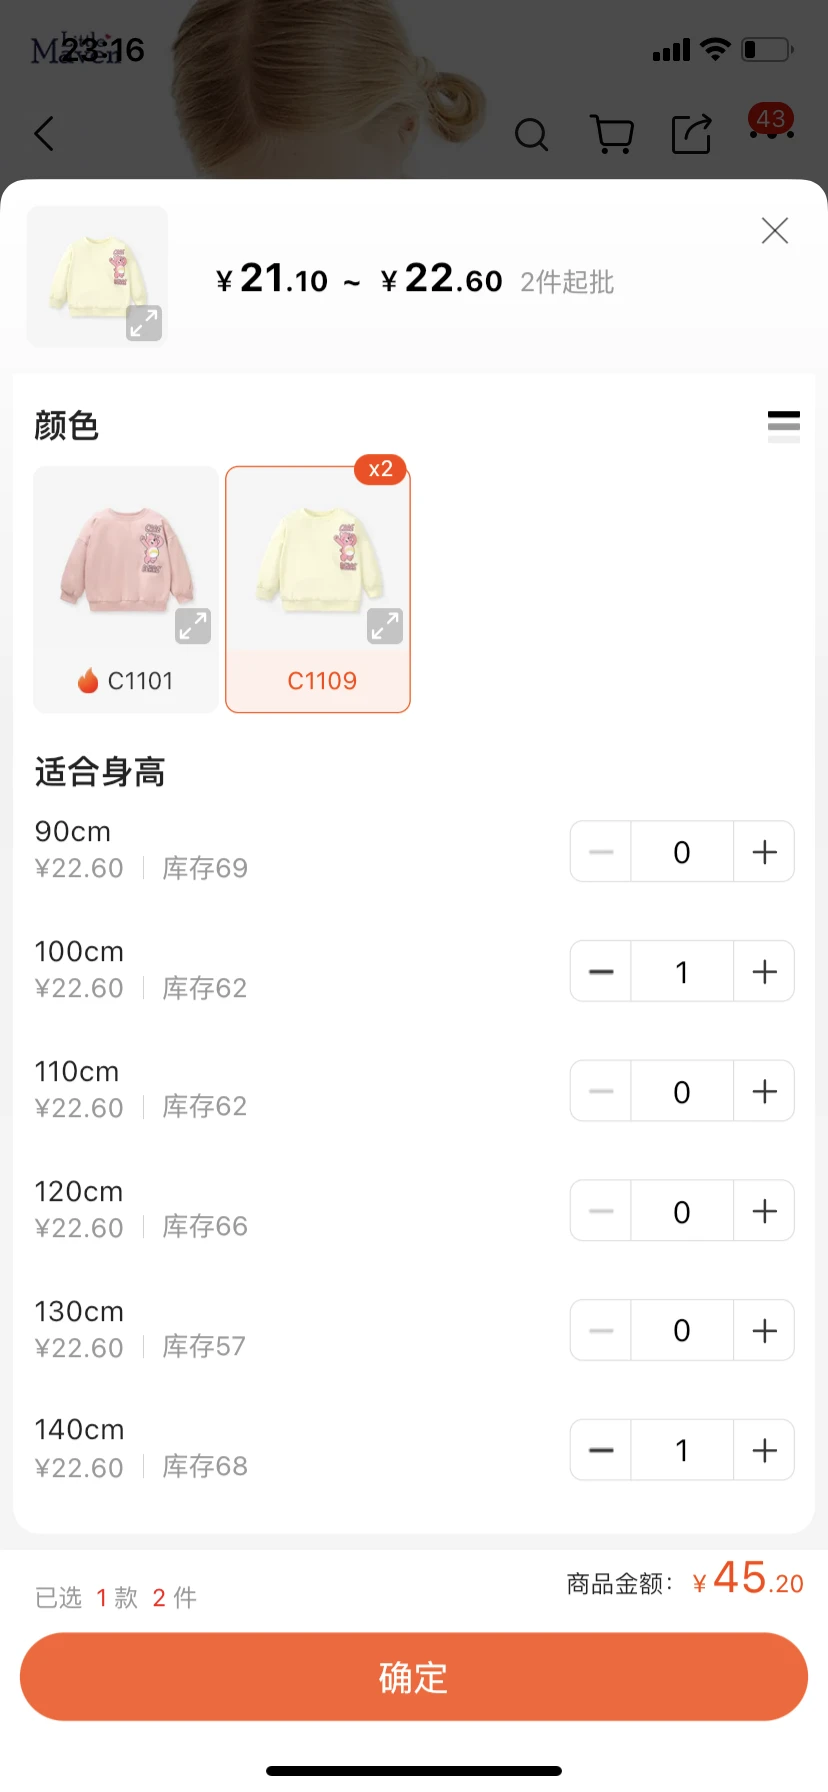 Little Maven
23:16
43
¥21.10 ~ ¥22.60 2件起批
颜色
x2
C1101
C1109
适合身高
90cm
¥22.60 库存69
0
100cm
¥22.60 库存62
1
110cm
¥22.60 库存62
0
120cm
¥22.60 库存66
0
130cm
¥22.60 库存57
0
140cm
¥22.60 库存68
1
已选 1 款 2 件
商品金额: ¥45.20
确定